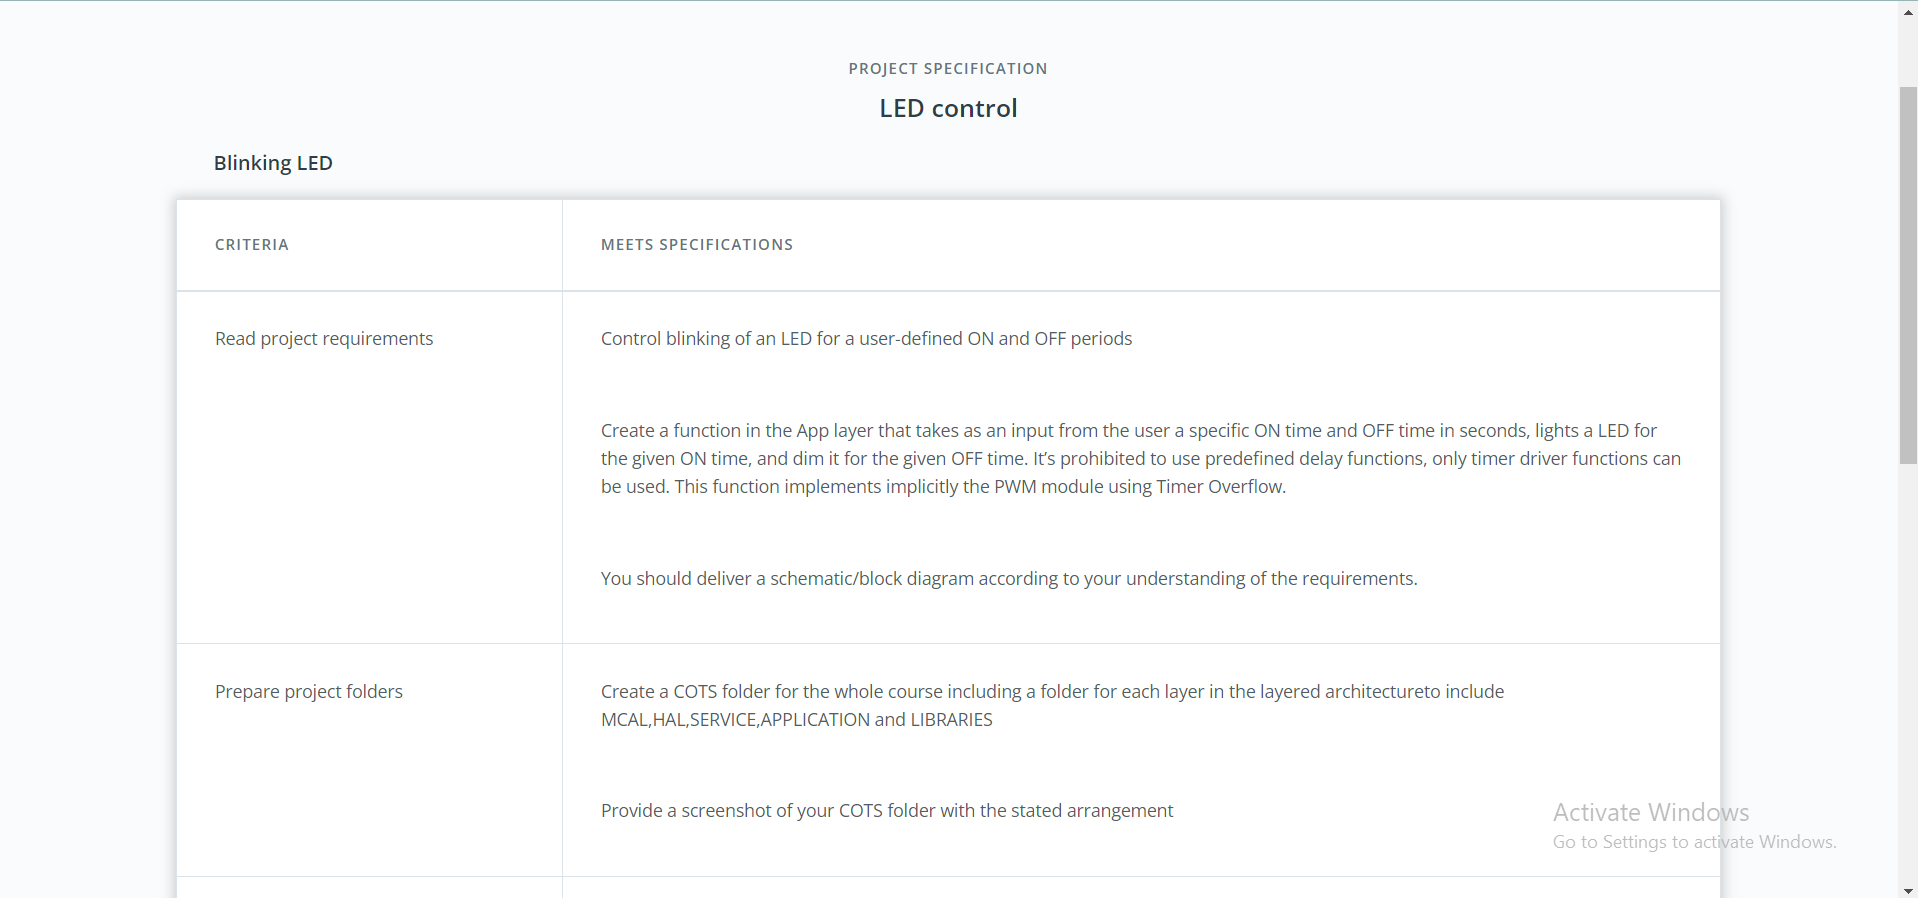 PROJECT SPECIFICATION
LED control
Blinking LED
CRITERIA
MEETS SPECIFICATIONS
Read project requirements
Control blinking of an LED for a user-defined ON and OFF periods
Create a function in the App layer that takes as an input from the user a specific ON time and OFF time in seconds, lights a LED for
the given ON time, and dim it for the given OFF time. It’s prohibited to use predefined delay functions, only timer driver functions can
be used. This function implements implicitly the PWM module using Timer Overflow.
You should deliver a schematic/block diagram according to your understanding of the requirements.
Prepare project folders
Create a COTS folder for the whole course including a folder for each layer in the layered architectureto include
MCAL,HAL,SERVICE,APPLICATION and LIBRARIES
Provide a screenshot of your COTS folder with the stated arrangement
Activate Windows
Go to Settings to activate Windows.